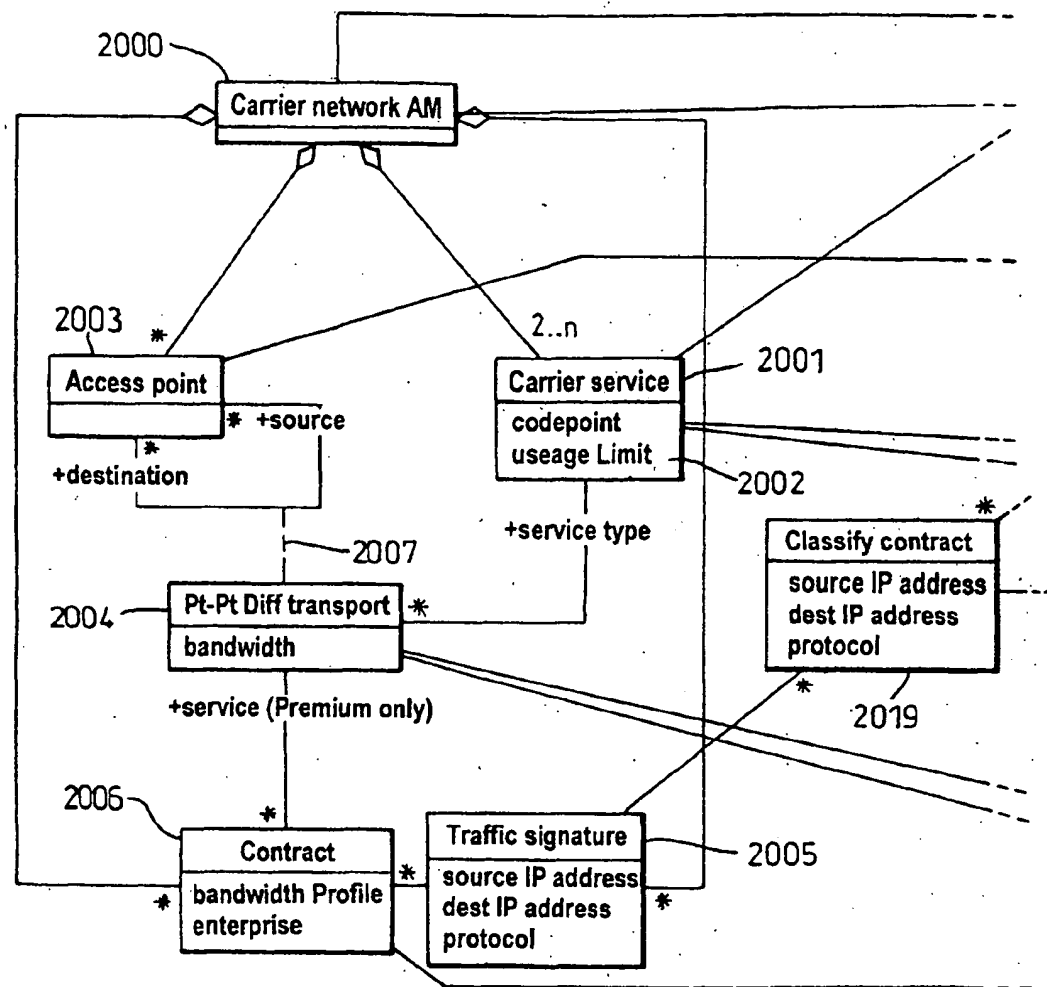 2000
Carrier network AM
2003
*
2..n
Access point
Carrier service
2001
* +source
codepoint
*
useage Limit
2002
+destination
+service type
*
2007
Classify contract
2004
Pt-Pt Diff transport
*
source IP address
bandwidth
dest IP address
protocol
+service (Premium only)
*
2019
2006
*
Traffic signature
2005
Contract
source IP address
*
bandwidth Profile
*
*
enterprise
dest IP address
protocol